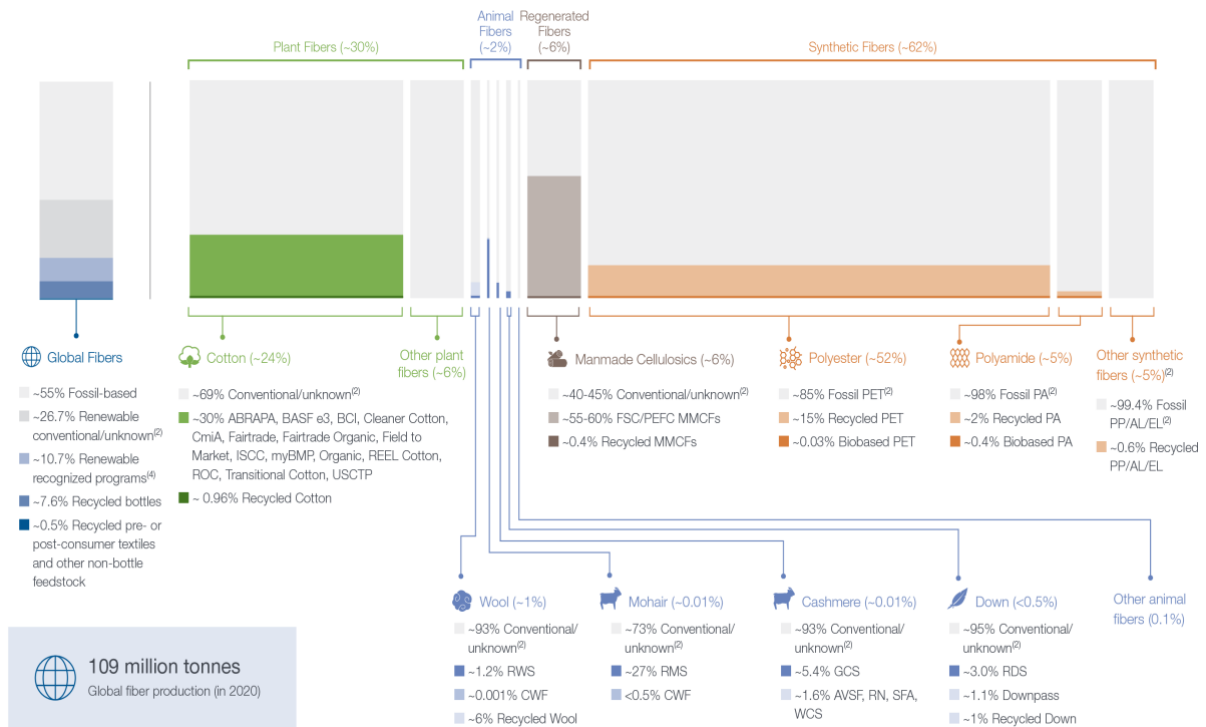 Plant Fibers (~30%)
Animal
Fibers
(~2%)
Regenerated
Fibers
(~6%)
Synthetic Fibers (~62%)
Global Fibers
~55% Fossil-based
~26.7% Renewable
conventional/unknown(2)
~10.7% Renewable
recognized programs(4)
~7.6% Recycled bottles
~0.5% Recycled pre- or
post-consumer textiles
and other non-bottle
feedstock
Cotton (~24%)
~69% Conventional/unknown(2)
~30% ABRAPA, BASF e3, BCI, Cleaner Cotton,
CmiA, Fairtrade, Fairtrade Organic, Field to
Market, ISCC, myBMP, Organic, REEL Cotton,
ROC, Transitional Cotton, USCTP
~ 0.96% Recycled Cotton
Other plant
fibers (~6%)
Manmade Cellulosics (~6%)
~40-45% Conventional/unknown(2)
~55-60% FSC/PEFC MMCFs
~0.4% Recycled MMCFs
Polyester (~52%)
~85% Fossil PET(2)
~15% Recycled PET
~0.03% Biobased PET
Polyamide (~5%)
~98% Fossil PA(2)
~2% Recycled PA
~0.4% Biobased PA
Other synthetic
fibers (~5%)(2)
~99.4% Fossil
PP/AL/EL(2)
~0.6% Recycled
PP/AL/EL
Wool (~1%)
~93% Conventional/
unknown(2)
~1.2% RWS
~0.001% CWF
~6% Recycled Wool
Mohair (~0.01%)
~73% Conventional/
unknown(2)
~27% RMS
<0.5% CWF
Cashmere (~0.01%)
~93% Conventional/
unknown(2)
~5.4% GCS
~1.6% AVSF, RN, SFA,
WCS
Down (<0.5%)
~95% Conventional/
unknown(2)
~3.0% RDS
~1.1% Downpass
~1% Recycled Down
Other animal
fibers (0.1%)
109 million tonnes
Global fiber production (in 2020)